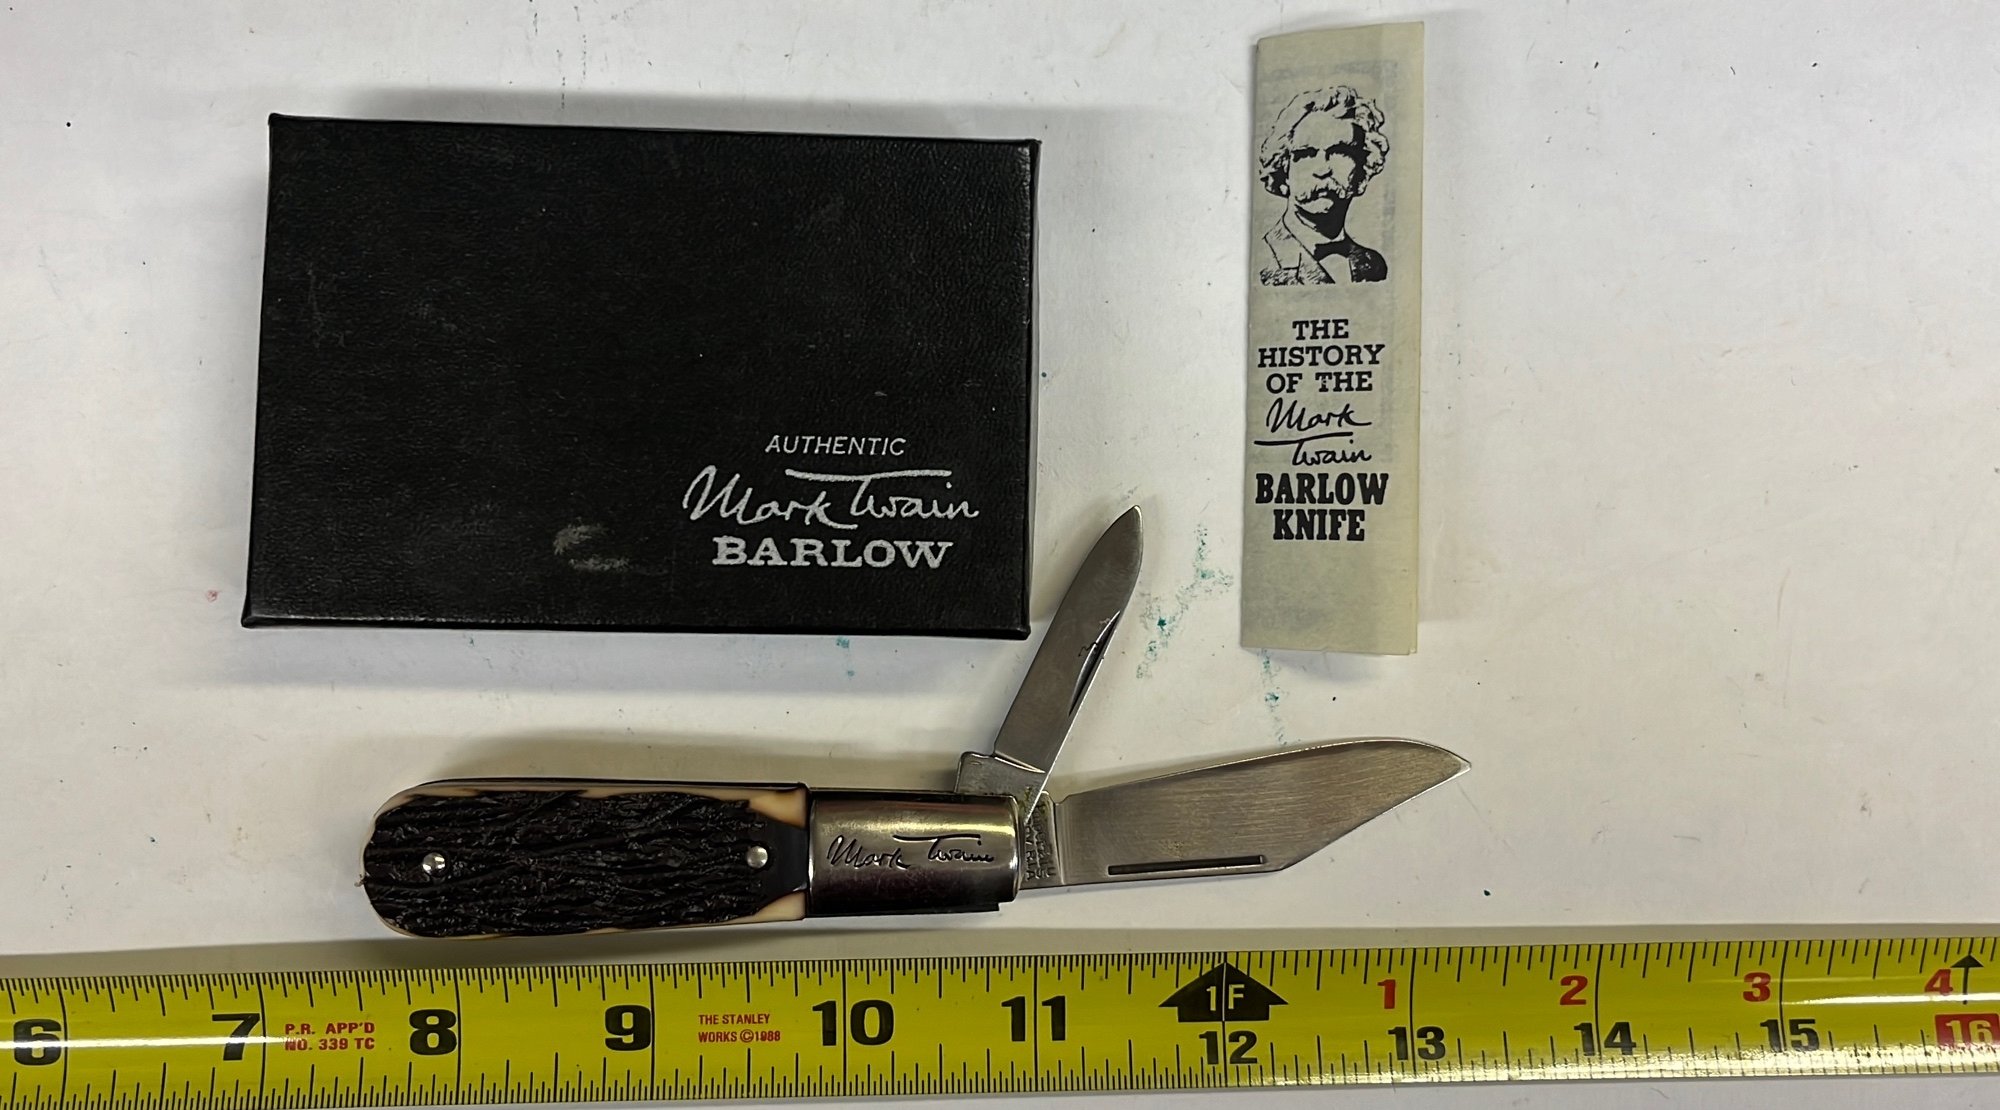 AUTHENTIC
Mark Twain
BARLOW
THE
HISTORY
OF THE
Mark
Twain
BARLOW
KNIFE
Mark Twain
1F 1 2 3 4
6 7 8 9 10 11 12 13 14 15 16
P.R. APP'D
NO. 339 TC
THE STANLEY
WORKS ©1988